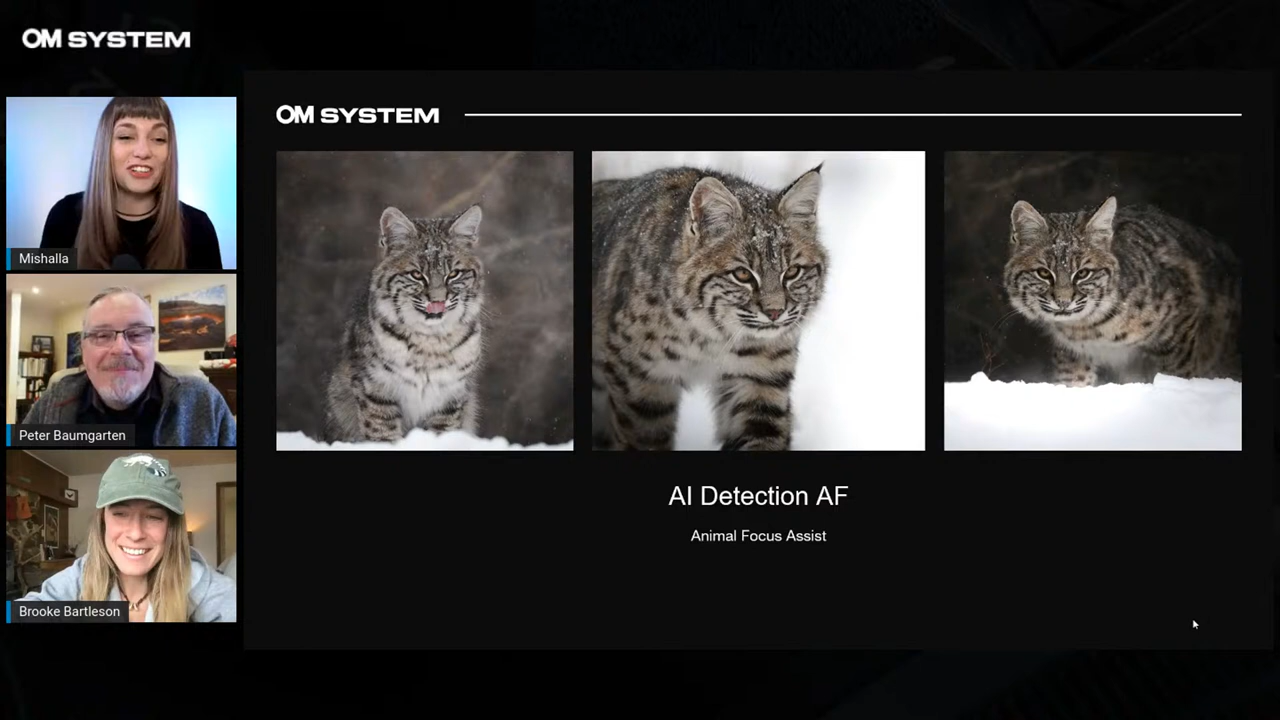 OM SYSTEM
Mishalla
Peter Baumgarten
Brooke Bartleson
OM SYSTEM
AI Detection AF
Animal Focus Assist